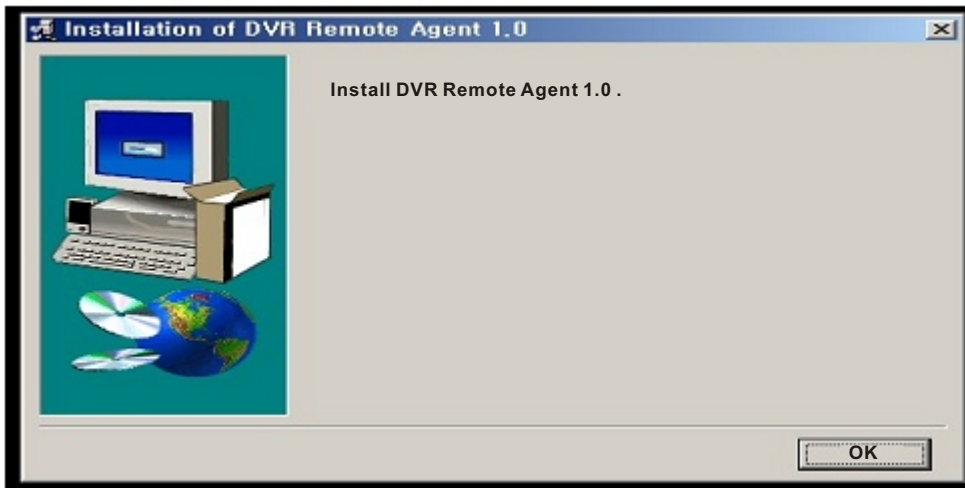 Installation of DVR Remote Agent 1.0
Install DVR Remote Agent 1.0 .
OK